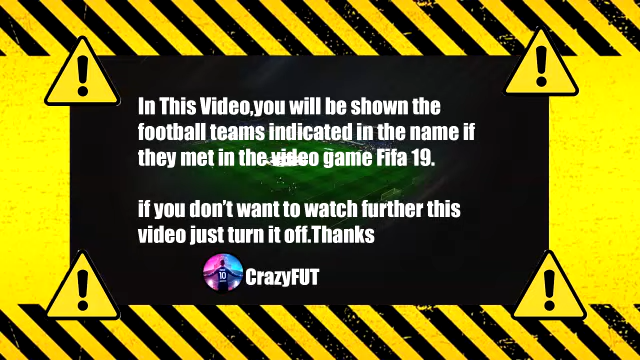 In This Video,you will be shown the
football teams indicated in the name if
they met in the video game Fifa 19.
if you don't want to watch further this
video just turn it off.Thanks
10
CrazyFUT